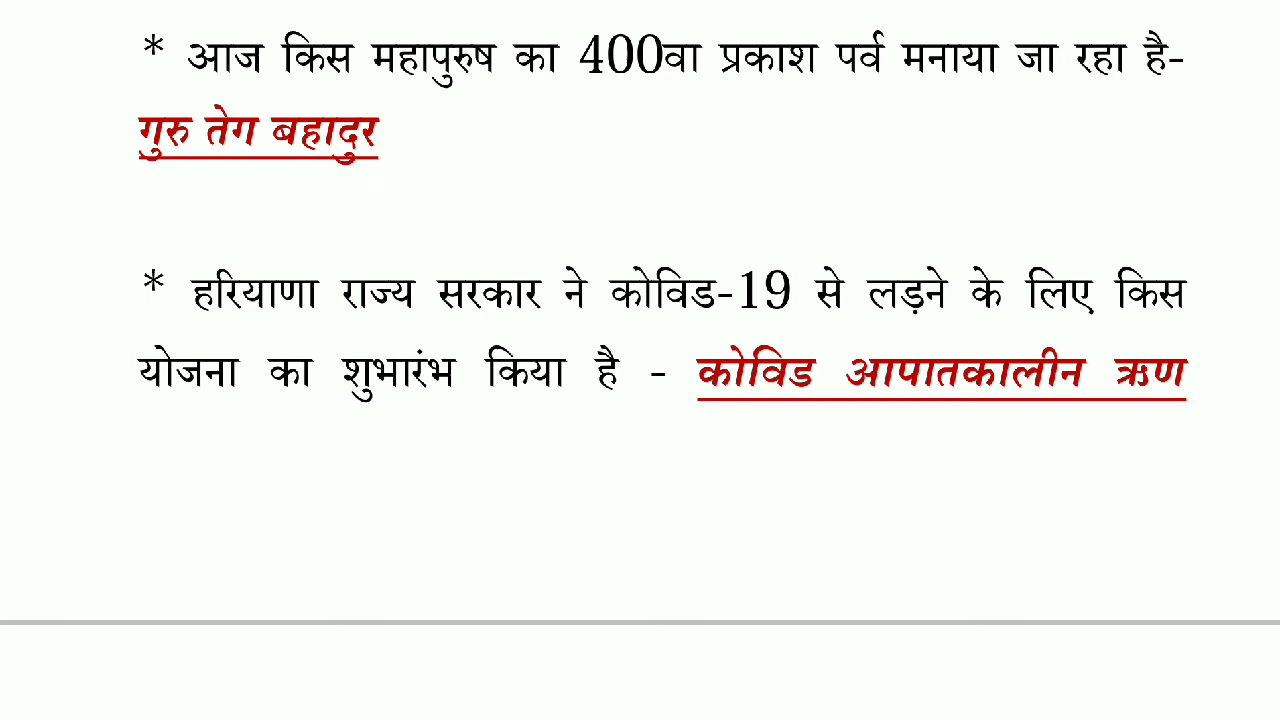 * आज किस महापुरुष का 400वा प्रकाश पर्व मनाया जा रहा है-
गुरु तेग बहादुर
* हरियाणा राज्य सरकार ने कोविड-19 से लड़ने के लिए किस
योजना का शुभारंभ किया है - कोविड आपातकालीन ऋण